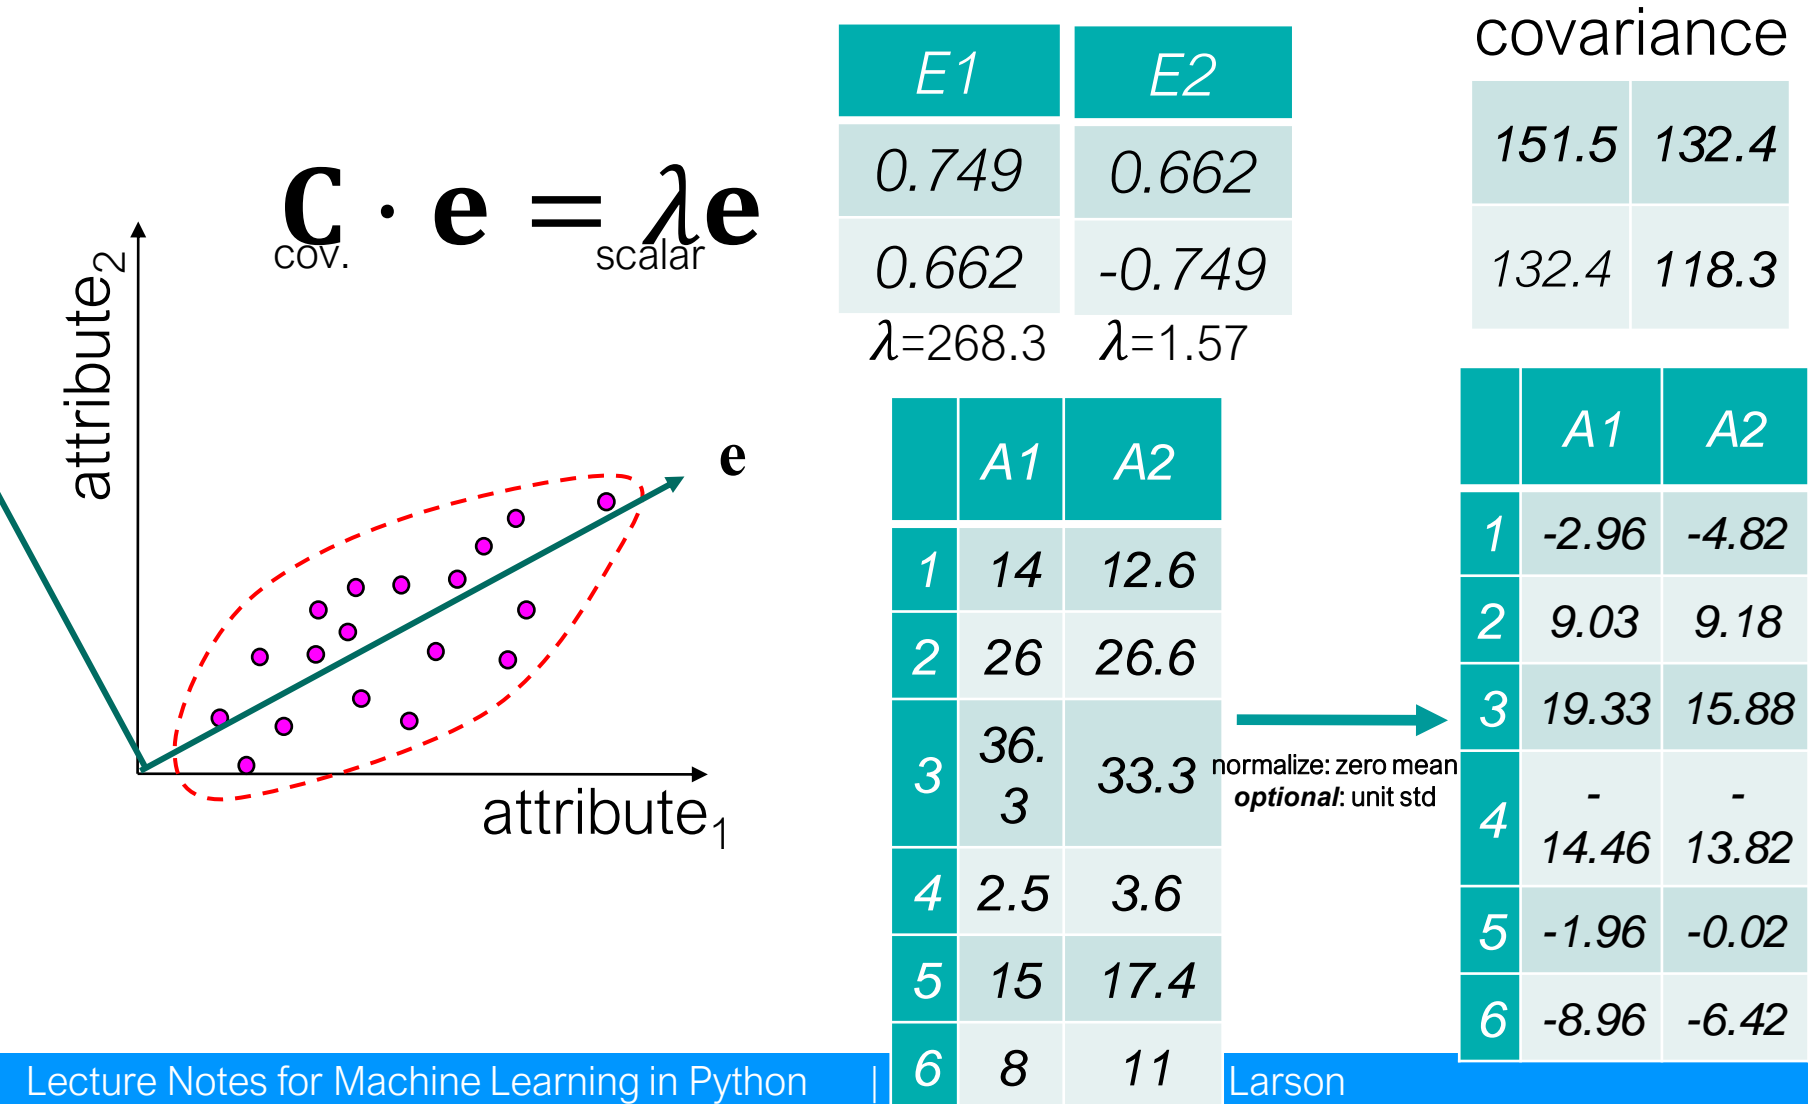 C · e = λe
cov.
scalar
attribute2
e
attribute1
E1 E2
0.749 0.662
0.662 -0.749
λ=268.3 λ=1.57
covariance
151.5 132.4
132.4 118.3
A1 A2
1 14 12.6
2 26 26.6
3 36.
3 33.3
4 2.5 3.6
5 15 17.4
6 8 11
normalize: zero mean
optional: unit std
A1 A2
1 -2.96 -4.82
2 9.03 9.18
3 19.33 15.88
4 - -
14.46 13.82
5 -1.96 -0.02
6 -8.96 -6.42
Lecture Notes for Machine Learning in Python | Larson